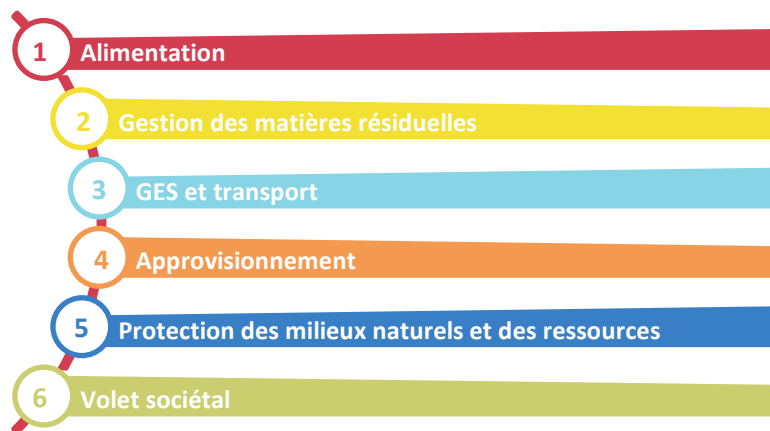 1 Alimentation
2 Gestion des matières résiduelles
3 GES et transport
4 Approvisionnement
5 Protection des milieux naturels et des ressources
6 Volet sociétal